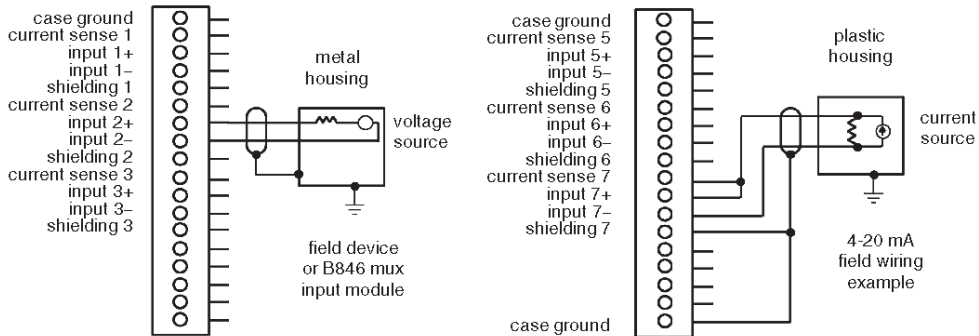 case ground
current sense 1
input 1+
input 1–
shielding 1
current sense 2
input 2+
input 2–
shielding 2
current sense 3
input 3+
input 3–
shielding 3
metal
housing
voltage
source
field device
or B846 mux
input module
case ground
current sense 5
input 5+
input 5–
shielding 5
current sense 6
input 6+
input 6–
shielding 6
current sense 7
input 7+
input 7–
shielding 7
case ground
plastic
housing
current
source
4-20 mA
field wiring
example